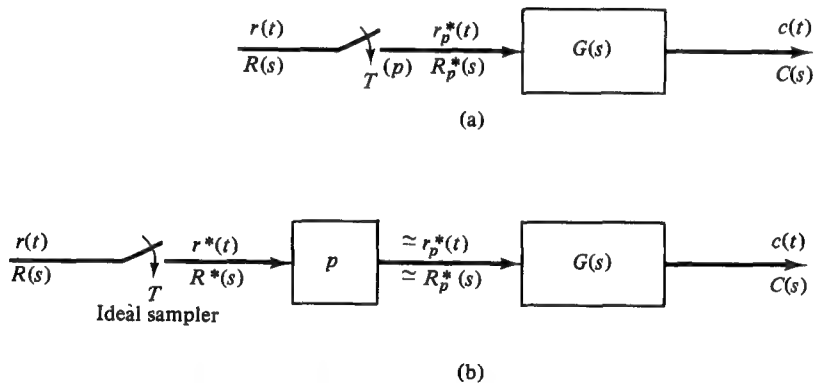 r(t)
R(s)
T
(p)
r_p^*(t)
R_p^*(s)
G(s)
c(t)
C(s)
(a)
r(t)
R(s)
T
Ideal sampler
r*(t)
R*(s)
p
≃ r_p^*(t)
≃ R_p^*(s)
G(s)
c(t)
C(s)
(b)